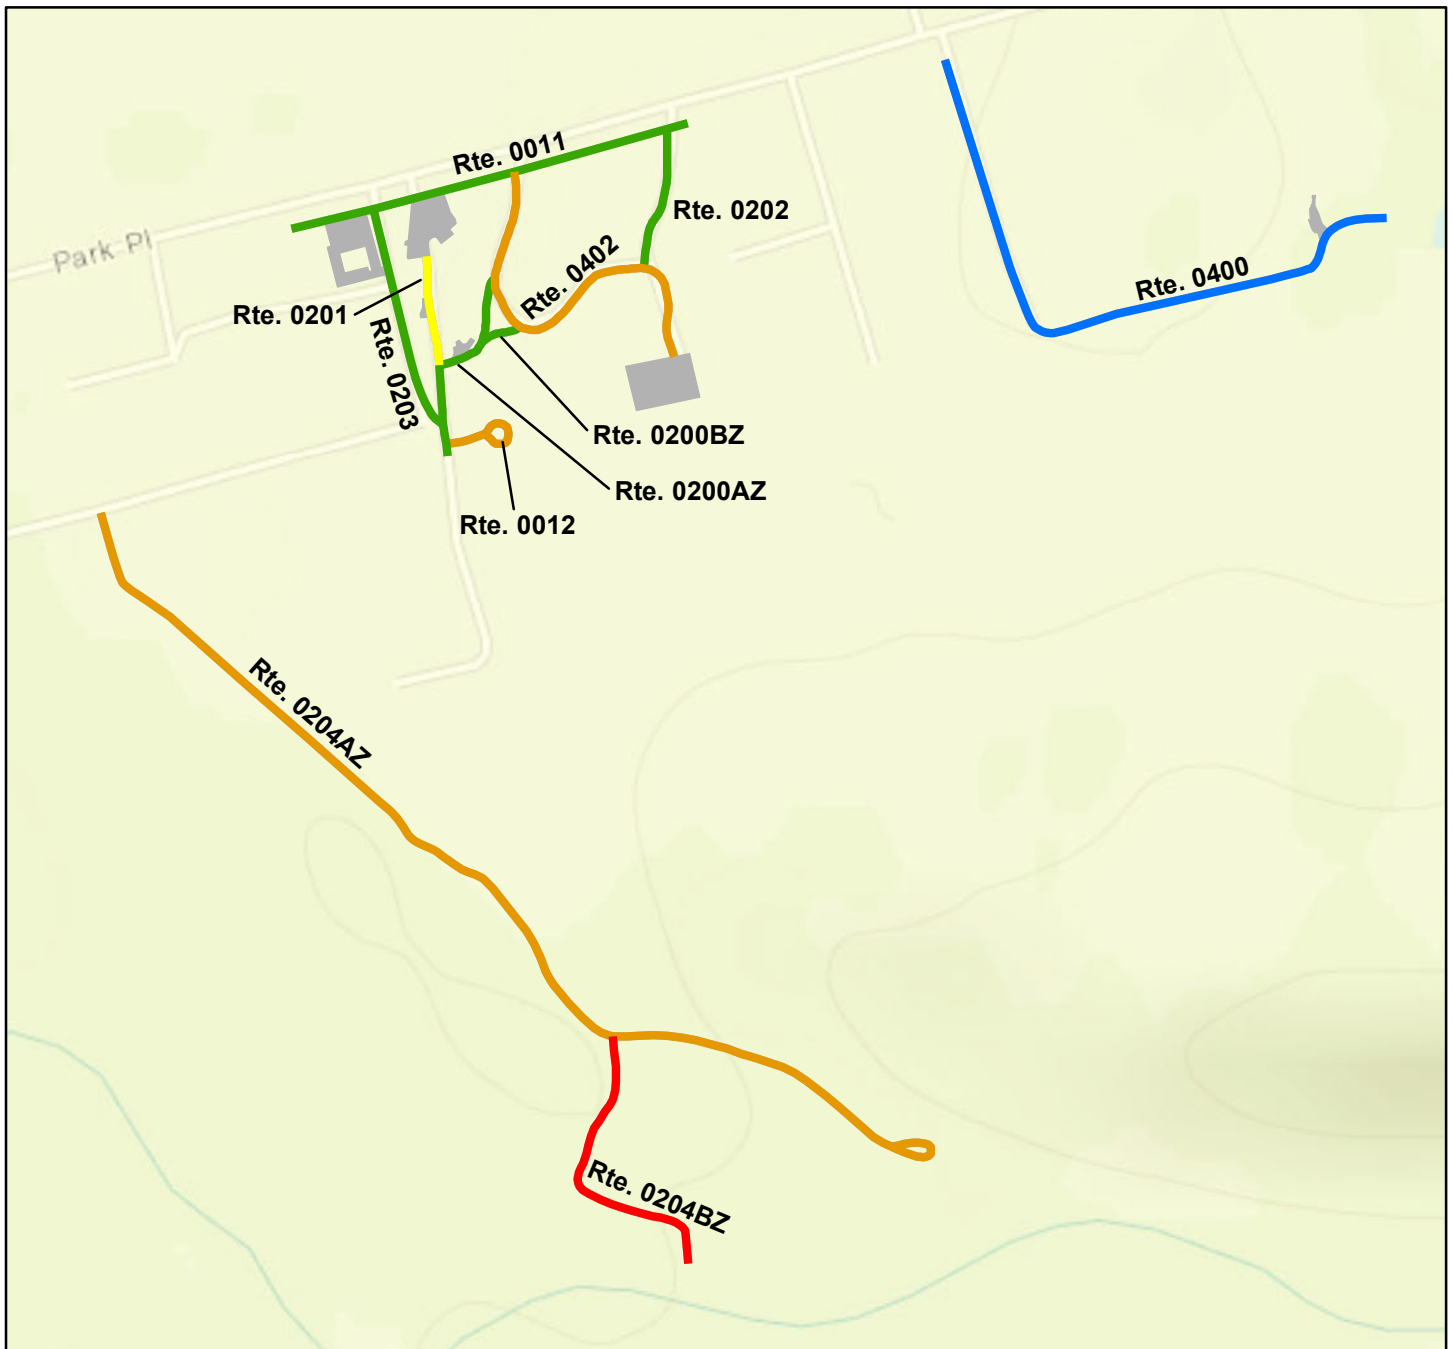 Rte. 0011
Rte. 0202
Park Pl
Rte. 0402
Rte. 0400
Rte. 0201
Rte. 0203
Rte. 0200BZ
Rte. 0200AZ
Rte. 0012
Rte. 0204AZ
Rte. 0204BZ